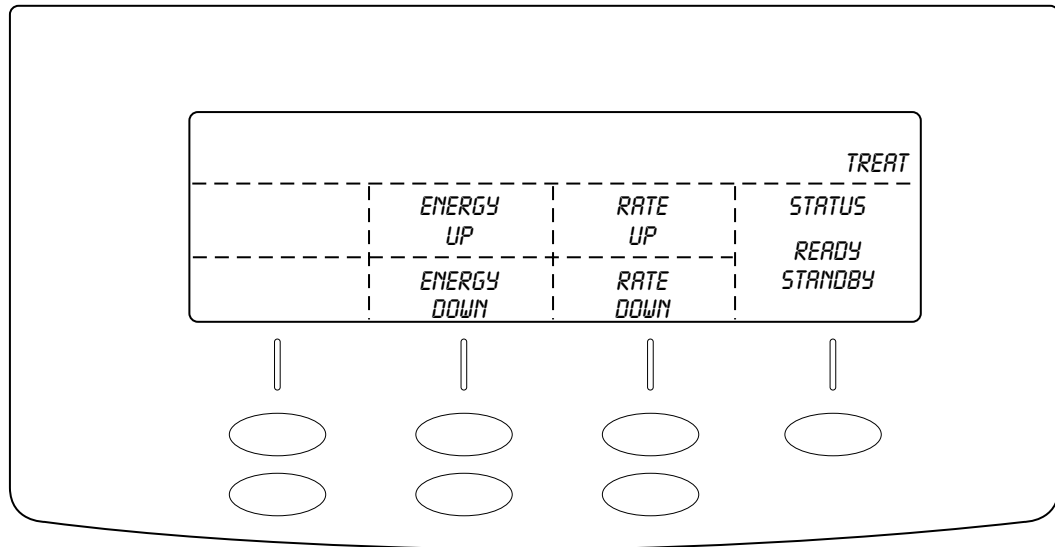 TREAT
ENERGY
UP
RATE
UP
STATUS
READY
STANDBY
ENERGY
DOWN
RATE
DOWN